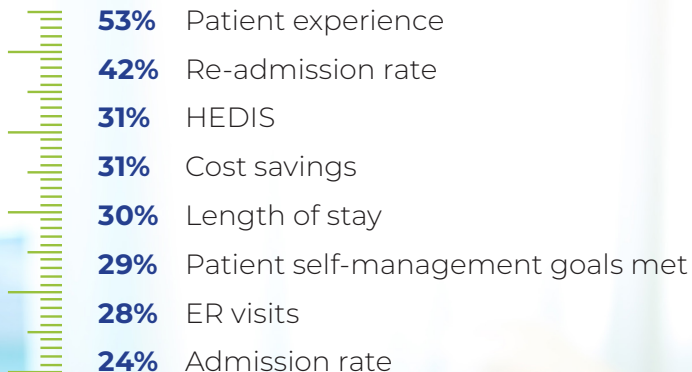 53% Patient experience
42% Re-admission rate
31% HEDIS
31% Cost savings
30% Length of stay
29% Patient self-management goals met
28% ER visits
24% Admission rate